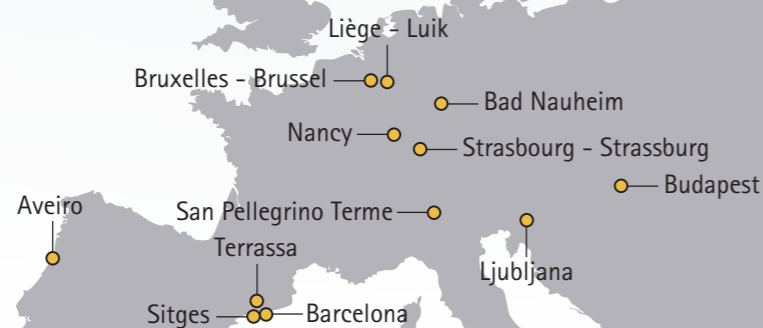 Liège - Luik
Bruxelles - Brussel
Bad Nauheim
Nancy
Strasbourg - Strassburg
Budapest
Aveiro
San Pellegrino Terme
Terrassa
Ljubljana
Sitges
Barcelona